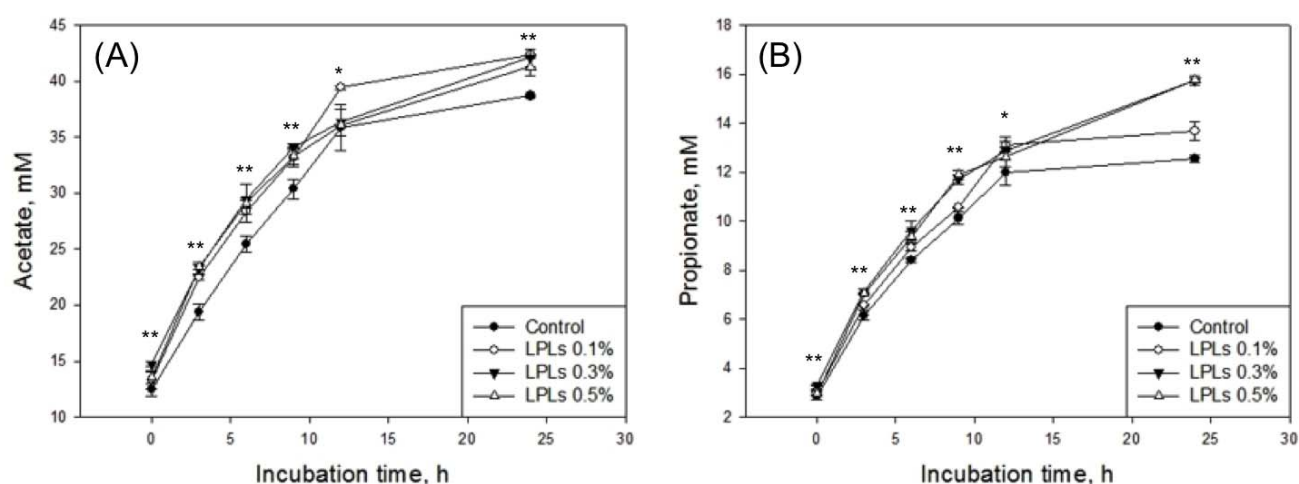 (A)
Acetate, mM
45
40
35
30
25
20
15
10
**
**
**
**
*
**
Control
LPLs 0.1%
LPLs 0.3%
LPLs 0.5%
0 5 10 15 20 25 30
Incubation time, h
(B)
Propionate, mM
18
16
14
12
10
8
6
4
2
**
**
**
**
*
**
Control
LPLs 0.1%
LPLs 0.3%
LPLs 0.5%
0 5 10 15 20 25 30
Incubation time, h